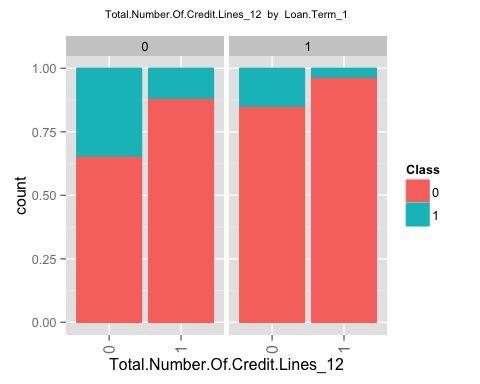 Total.Number.Of.Credit.Lines_12 by Loan.Term_1
0 1
1.00
0.75
0.50
0.25
0.00
count
0 1 0 1
Total.Number.Of.Credit.Lines_12
Class
0
1